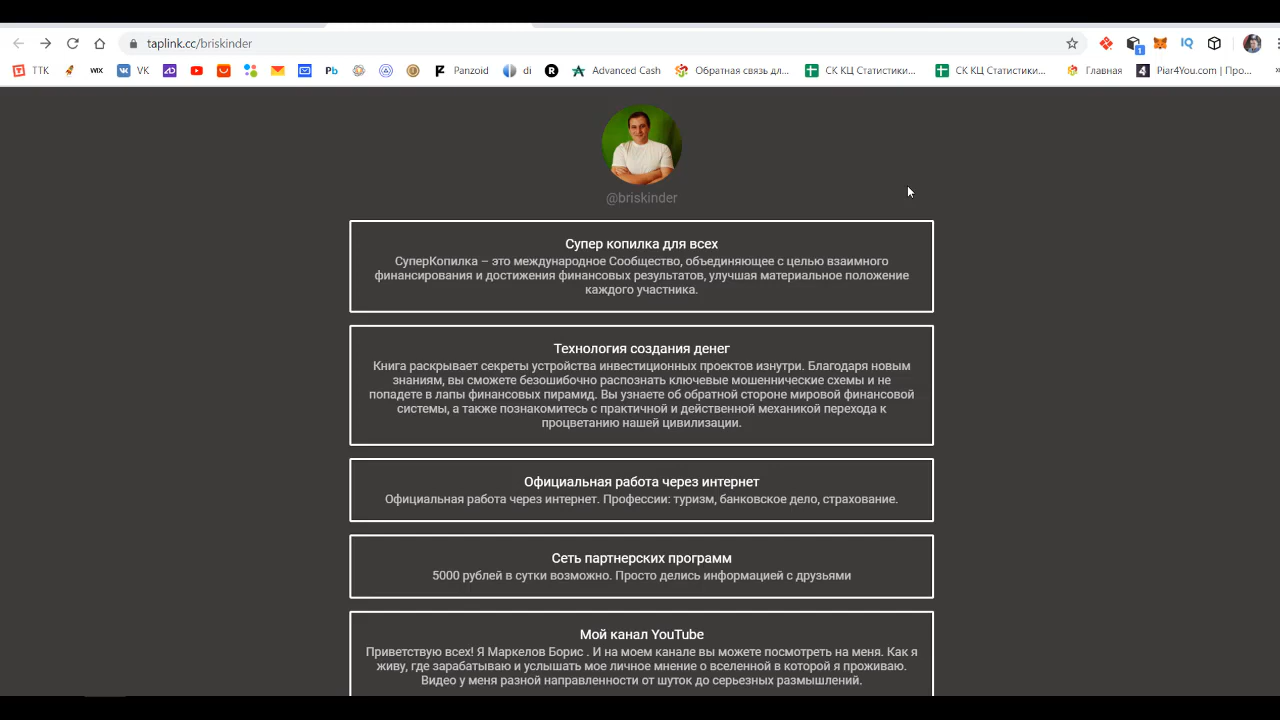 taplink.cc/briskinder
1
IQ
ТТК
WIX
VK
Pb
Panzoid
di
Advanced Cash
Обратная связь дл...
СК КЦ Статистики...
СК КЦ Статистики...
Главная
Piar4You.com | Про...
@briskinder
Супер копилка для всех
СуперКопилка – это международное Сообщество, объединяющее с целью взаимного
финансирования и достижения финансовых результатов, улучшая материальное положение
каждого участника.
Технология создания денег
Книга раскрывает секреты устройства инвестиционных проектов изнутри. Благодаря новым
знаниям, вы сможете безошибочно распознать ключевые мошеннические схемы и не
попадете в лапы финансовых пирамид. Вы узнаете об обратной стороне мировой финансовой
системы, а также познакомитесь с практичной и действенной механикой перехода к
процветанию нашей цивилизации.
Официальная работа через интернет
Официальная работа через интернет. Профессии: туризм, банковское дело, страхование.
Сеть партнерских программ
5000 рублей в сутки возможно. Просто делись информацией с друзьями
Мой канал YouTube
Приветствую всех! Я Маркелов Борис . И на моем канале вы можете посмотреть на меня. Как я
живу, где зарабатываю и услышать мое личное мнение о вселенной в которой я проживаю.
Видео у меня разной направленности от шуток до серьезных размышлений.